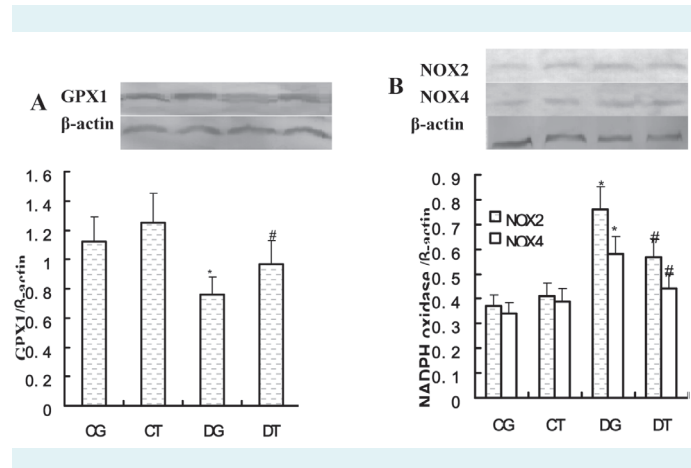 A
GPX1
β-actin
1.6
1.4
1.2
1
0.8
0.6
0.4
0.2
0
GPX1/β-actin
*
#
CG CT DG DT
B
NOX2
NOX4
β-actin
0.9
0.8
0.7
0.6
0.5
0.4
0.3
0.2
0.1
0
NADPH oxidase/β-actin
NOX2
NOX4
*
*
#
#
CG CT DG DT